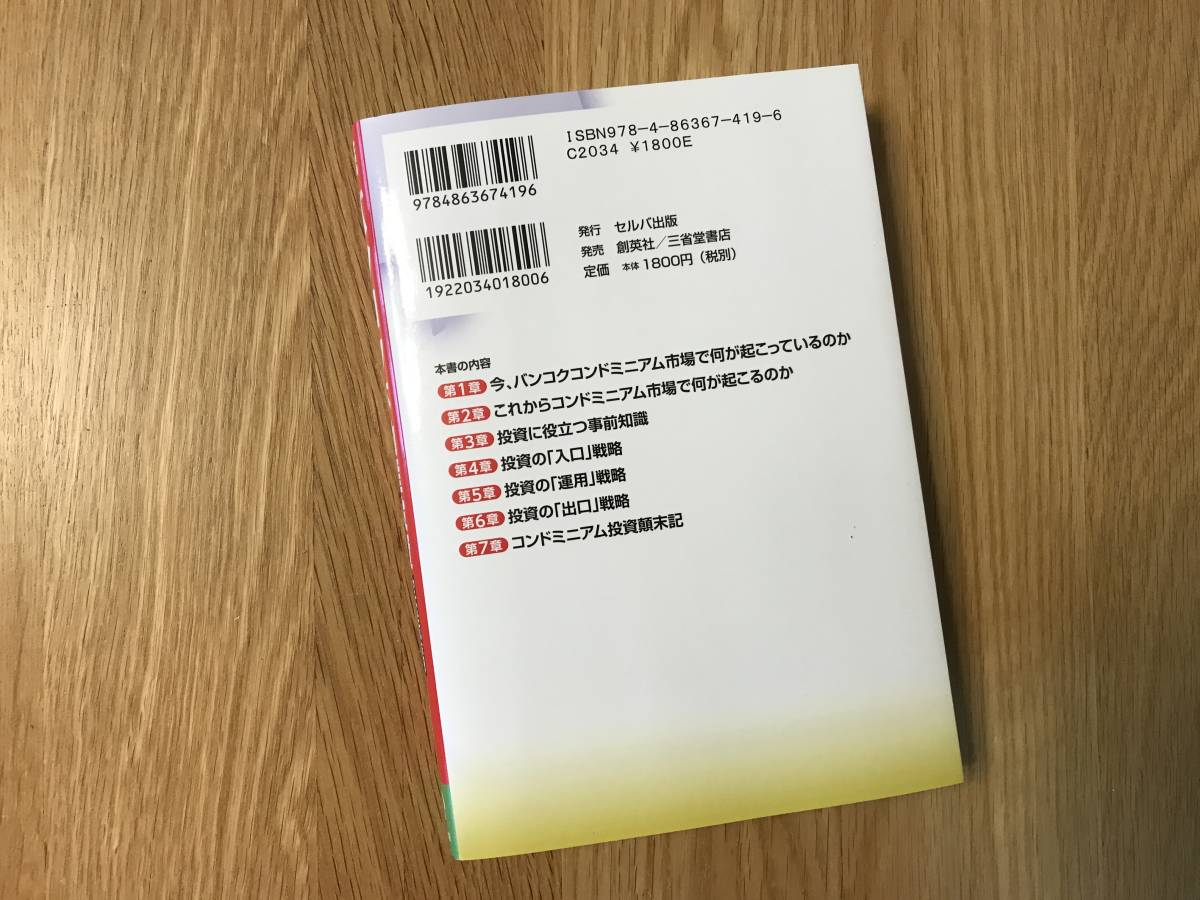 ISBN978-4-86367-419-6
C2034 ¥1800E
9784863674196
1922034018006
発行 セルバ出版
発売 創英社／三省堂書店
定価 本体1800円（税別）
本書の内容
第1章 今、バンコクコンドミニアム市場で何が起こっているのか
第2章 これからコンドミニアム市場で何が起こるのか
第3章 投資に役立つ事前知識
第4章 投資の「入口」戦略
第5章 投資の「運用」戦略
第6章 投資の「出口」戦略
第7章 コンドミニアム投資顛末記